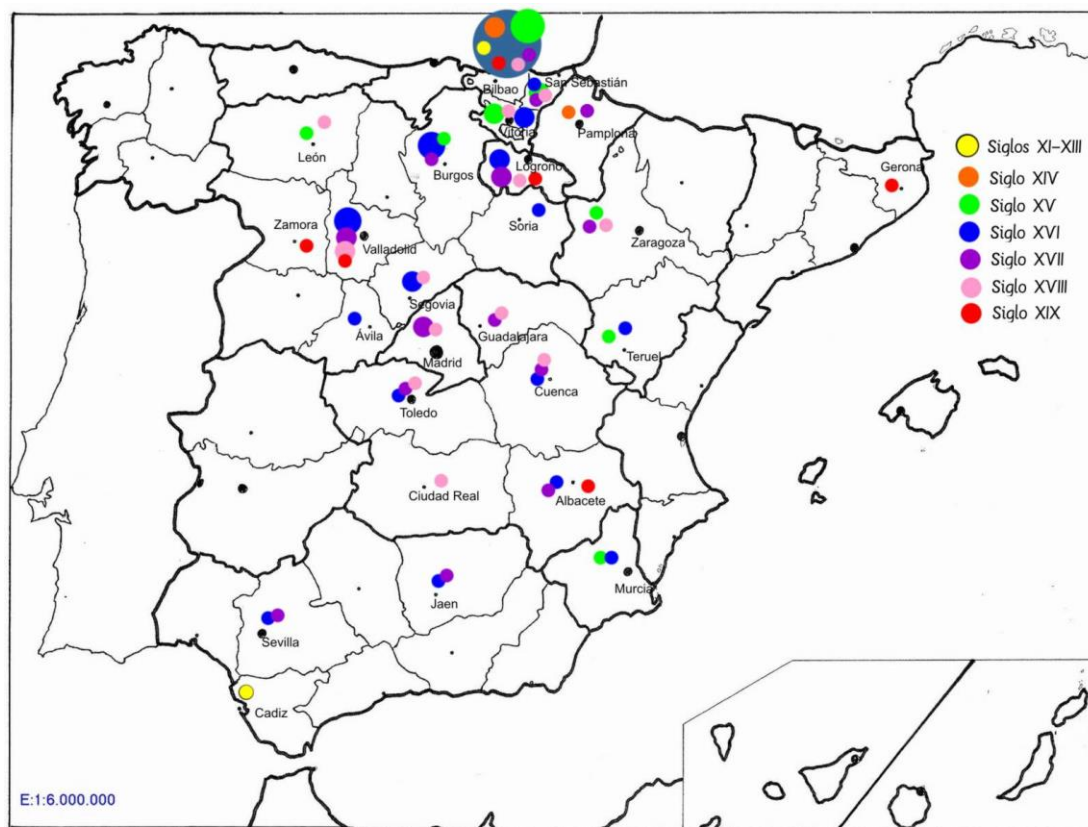 Bilbao
San Sebastián
Vitoria
Pamplona
León
Burgos
Logroño
Gerona
Zamora
Valladolid
Soria
Zaragoza
Segovia
Ávila
Guadalajara
Madrid
Teruel
Cuenca
Toledo
Ciudad Real
Albacete
Murcia
Jaen
Sevilla
Cadiz
Siglos XI-XIII
Siglo XIV
Siglo XV
Siglo XVI
Siglo XVII
Siglo XVIII
Siglo XIX
E:1:6.000.000